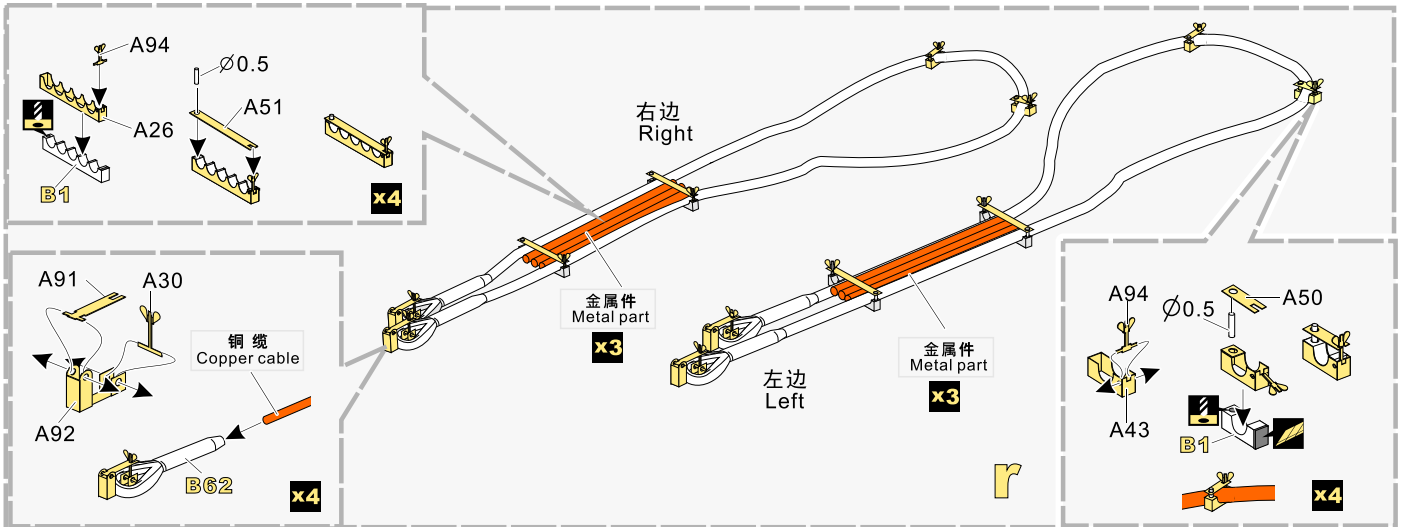 A94
Ø0.5
A51
A26
B1
x4
右边
Right
金属件
Metal part
x3
A91
A30
铜 缆
Copper cable
A92
B62
x4
左边
Left
金属件
Metal part
x3
r
A94
Ø0.5
A50
A43
B1
x4